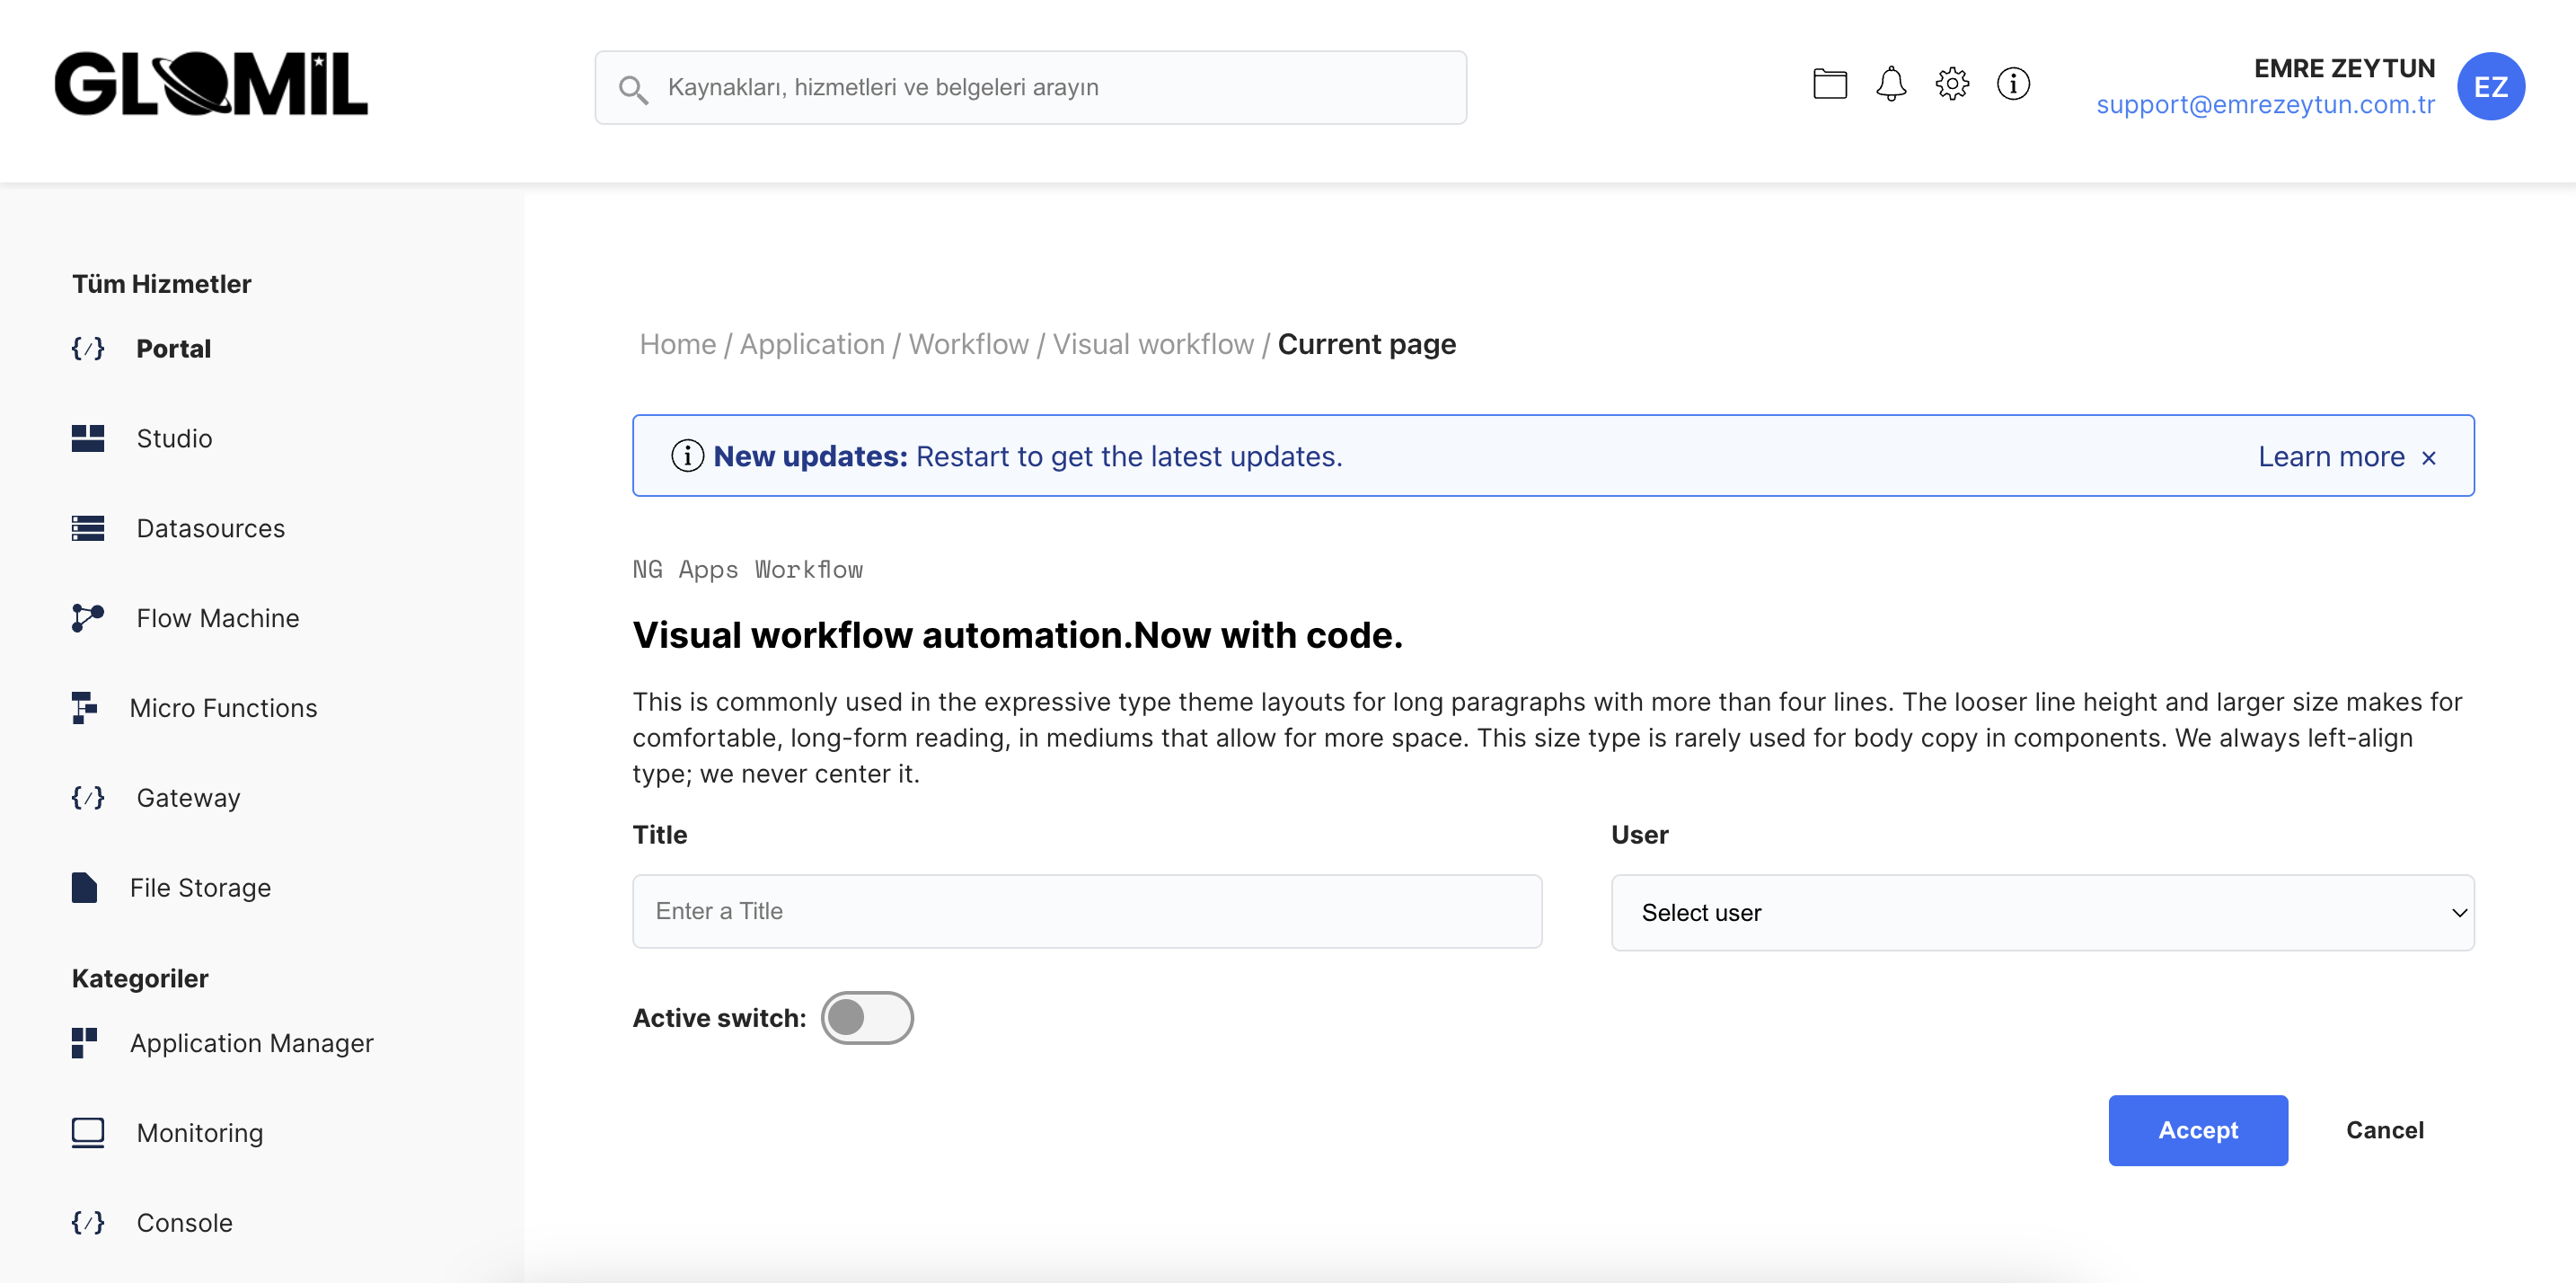 GLOMİL
Kaynakları, hizmetleri ve belgeleri arayın
EMRE ZEYTUN
support@emrezeytun.com.tr
EZ
Tüm Hizmetler
Portal
Studio
Datasources
Flow Machine
Micro Functions
Gateway
File Storage
Kategoriler
Application Manager
Monitoring
Console
Home / Application / Workflow / Visual workflow / Current page
New updates: Restart to get the latest updates.
Learn more ×
NG Apps Workflow
Visual workflow automation.Now with code.
This is commonly used in the expressive type theme layouts for long paragraphs with more than four lines. The looser line height and larger size makes for
comfortable, long-form reading, in mediums that allow for more space. This size type is rarely used for body copy in components. We always left-align
type; we never center it.
Title
Enter a Title
User
Select user
Active switch:
Accept
Cancel